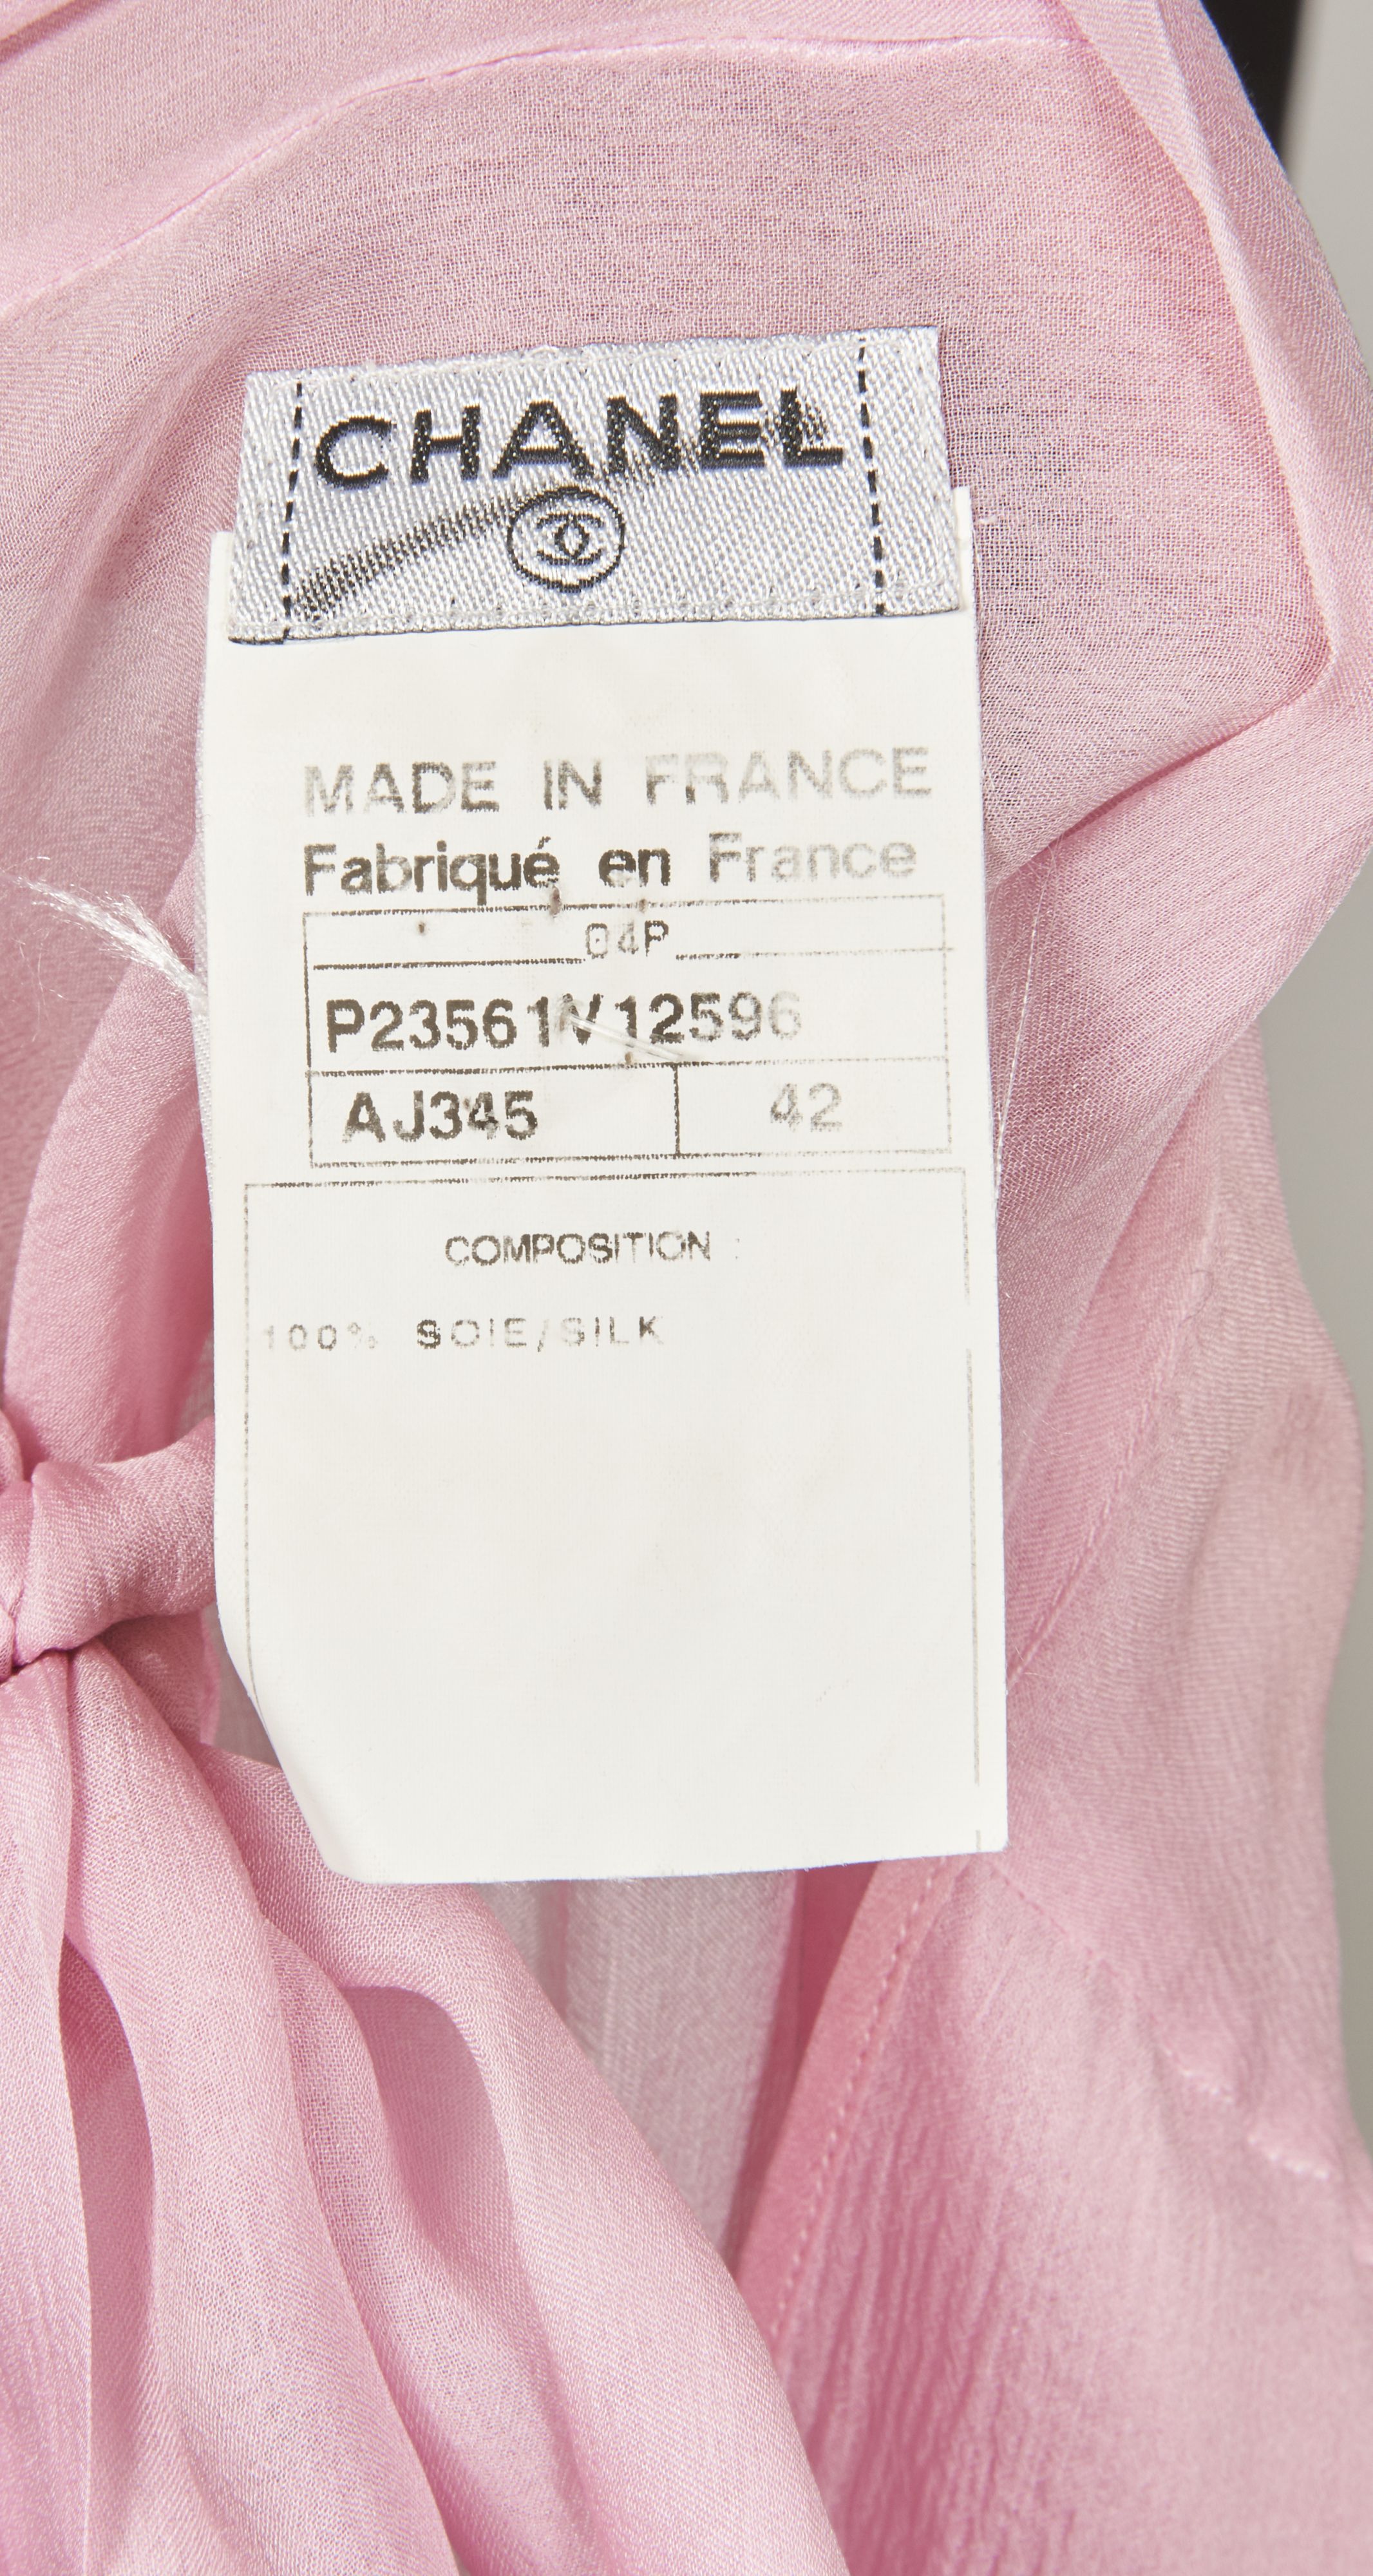 CHANEL
MADE IN FRANCE
Fabriqué en France
04P
P23561V12596
AJ345 42
COMPOSITION :
100% SOIE/SILK